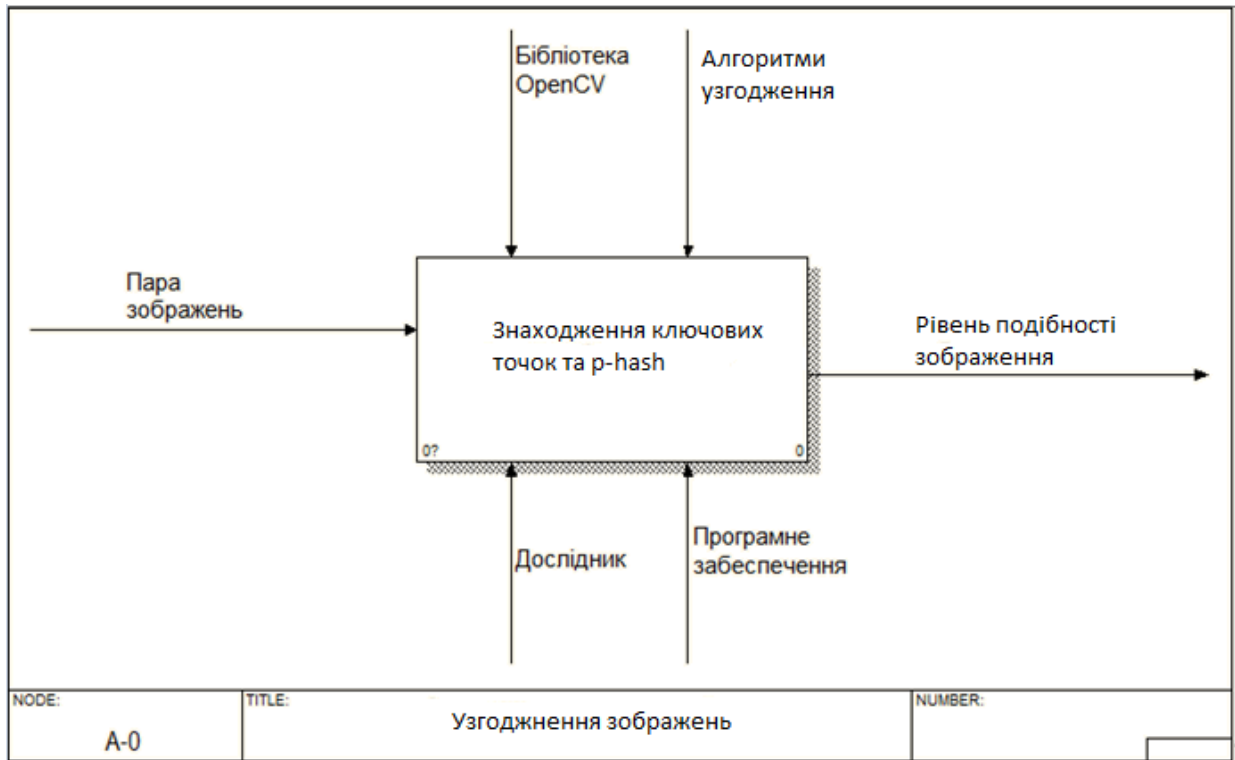 Бібліотека
OpenCV
Алгоритми
узгодження
Пара
зображень
Знаходження ключових
точок та p-hash
0?
0
Рівень подібності
зображення
Дослідник
Програмне
забеспечення
NODE:
A-0
TITLE:
Узгоджнення зображень
NUMBER: